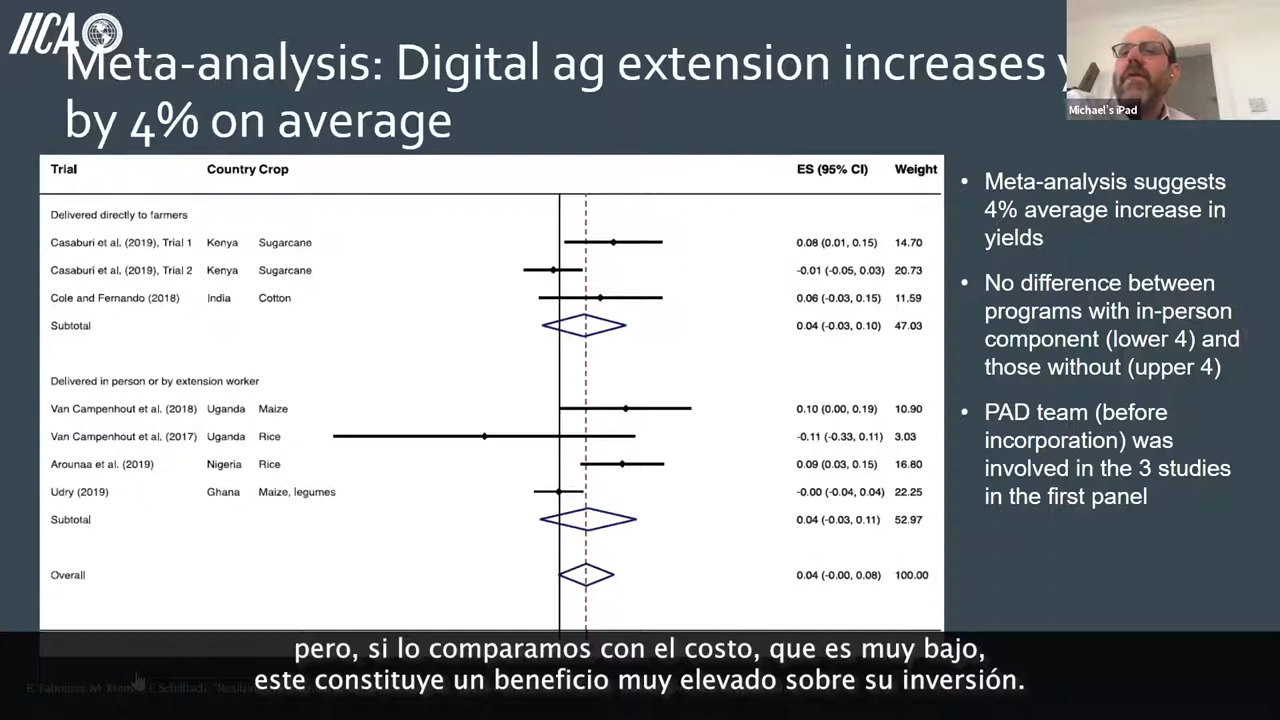 IICA
Meta-analysis: Digital ag extension increases
by 4% on average
Michael's iPad
Trial Country Crop ES (95% CI) Weight
Delivered directly to farmers
Casaburi et al. (2019), Trial 1 Kenya Sugarcane 0.08 (0.01, 0.15) 14.70
Casaburi et al. (2019), Trial 2 Kenya Sugarcane -0.01 (-0.05, 0.03) 20.73
Cole and Fernando (2018) India Cotton 0.06 (-0.03, 0.15) 11.59
Subtotal 0.04 (-0.03, 0.10) 47.03
Delivered in person or by extension worker
Van Campenhout et al. (2018) Uganda Maize 0.10 (0.00, 0.19) 10.90
Van Campenhout et al. (2017) Uganda Rice -0.11 (-0.33, 0.11) 3.03
Arounaa et al. (2019) Nigeria Rice 0.09 (0.03, 0.15) 16.80
Udry (2019) Ghana Maize, legumes -0.00 (-0.04, 0.04) 22.25
Subtotal 0.04 (-0.03, 0.11) 52.97
Overall 0.04 (-0.00, 0.08) 100.00
• Meta-analysis suggests
4% average increase in
yields
• No difference between
programs with in-person
component (lower 4) and
those without (upper 4)
• PAD team (before
incorporation) was
involved in the 3 studies
in the first panel
pero, si lo comparamos con el costo, que es muy bajo,
este constituye un beneficio muy elevado sobre su inversión.